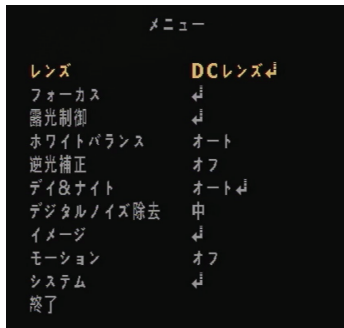 メニュー
レンズ DCレンズ↲
フォーカス ↲
露光制御 ↲
ホワイトバランス オート
逆光補正 オフ
デイ&ナイト オート↲
デジタルノイズ除去 中
イメージ ↲
モーション オフ
システム ↲
終了